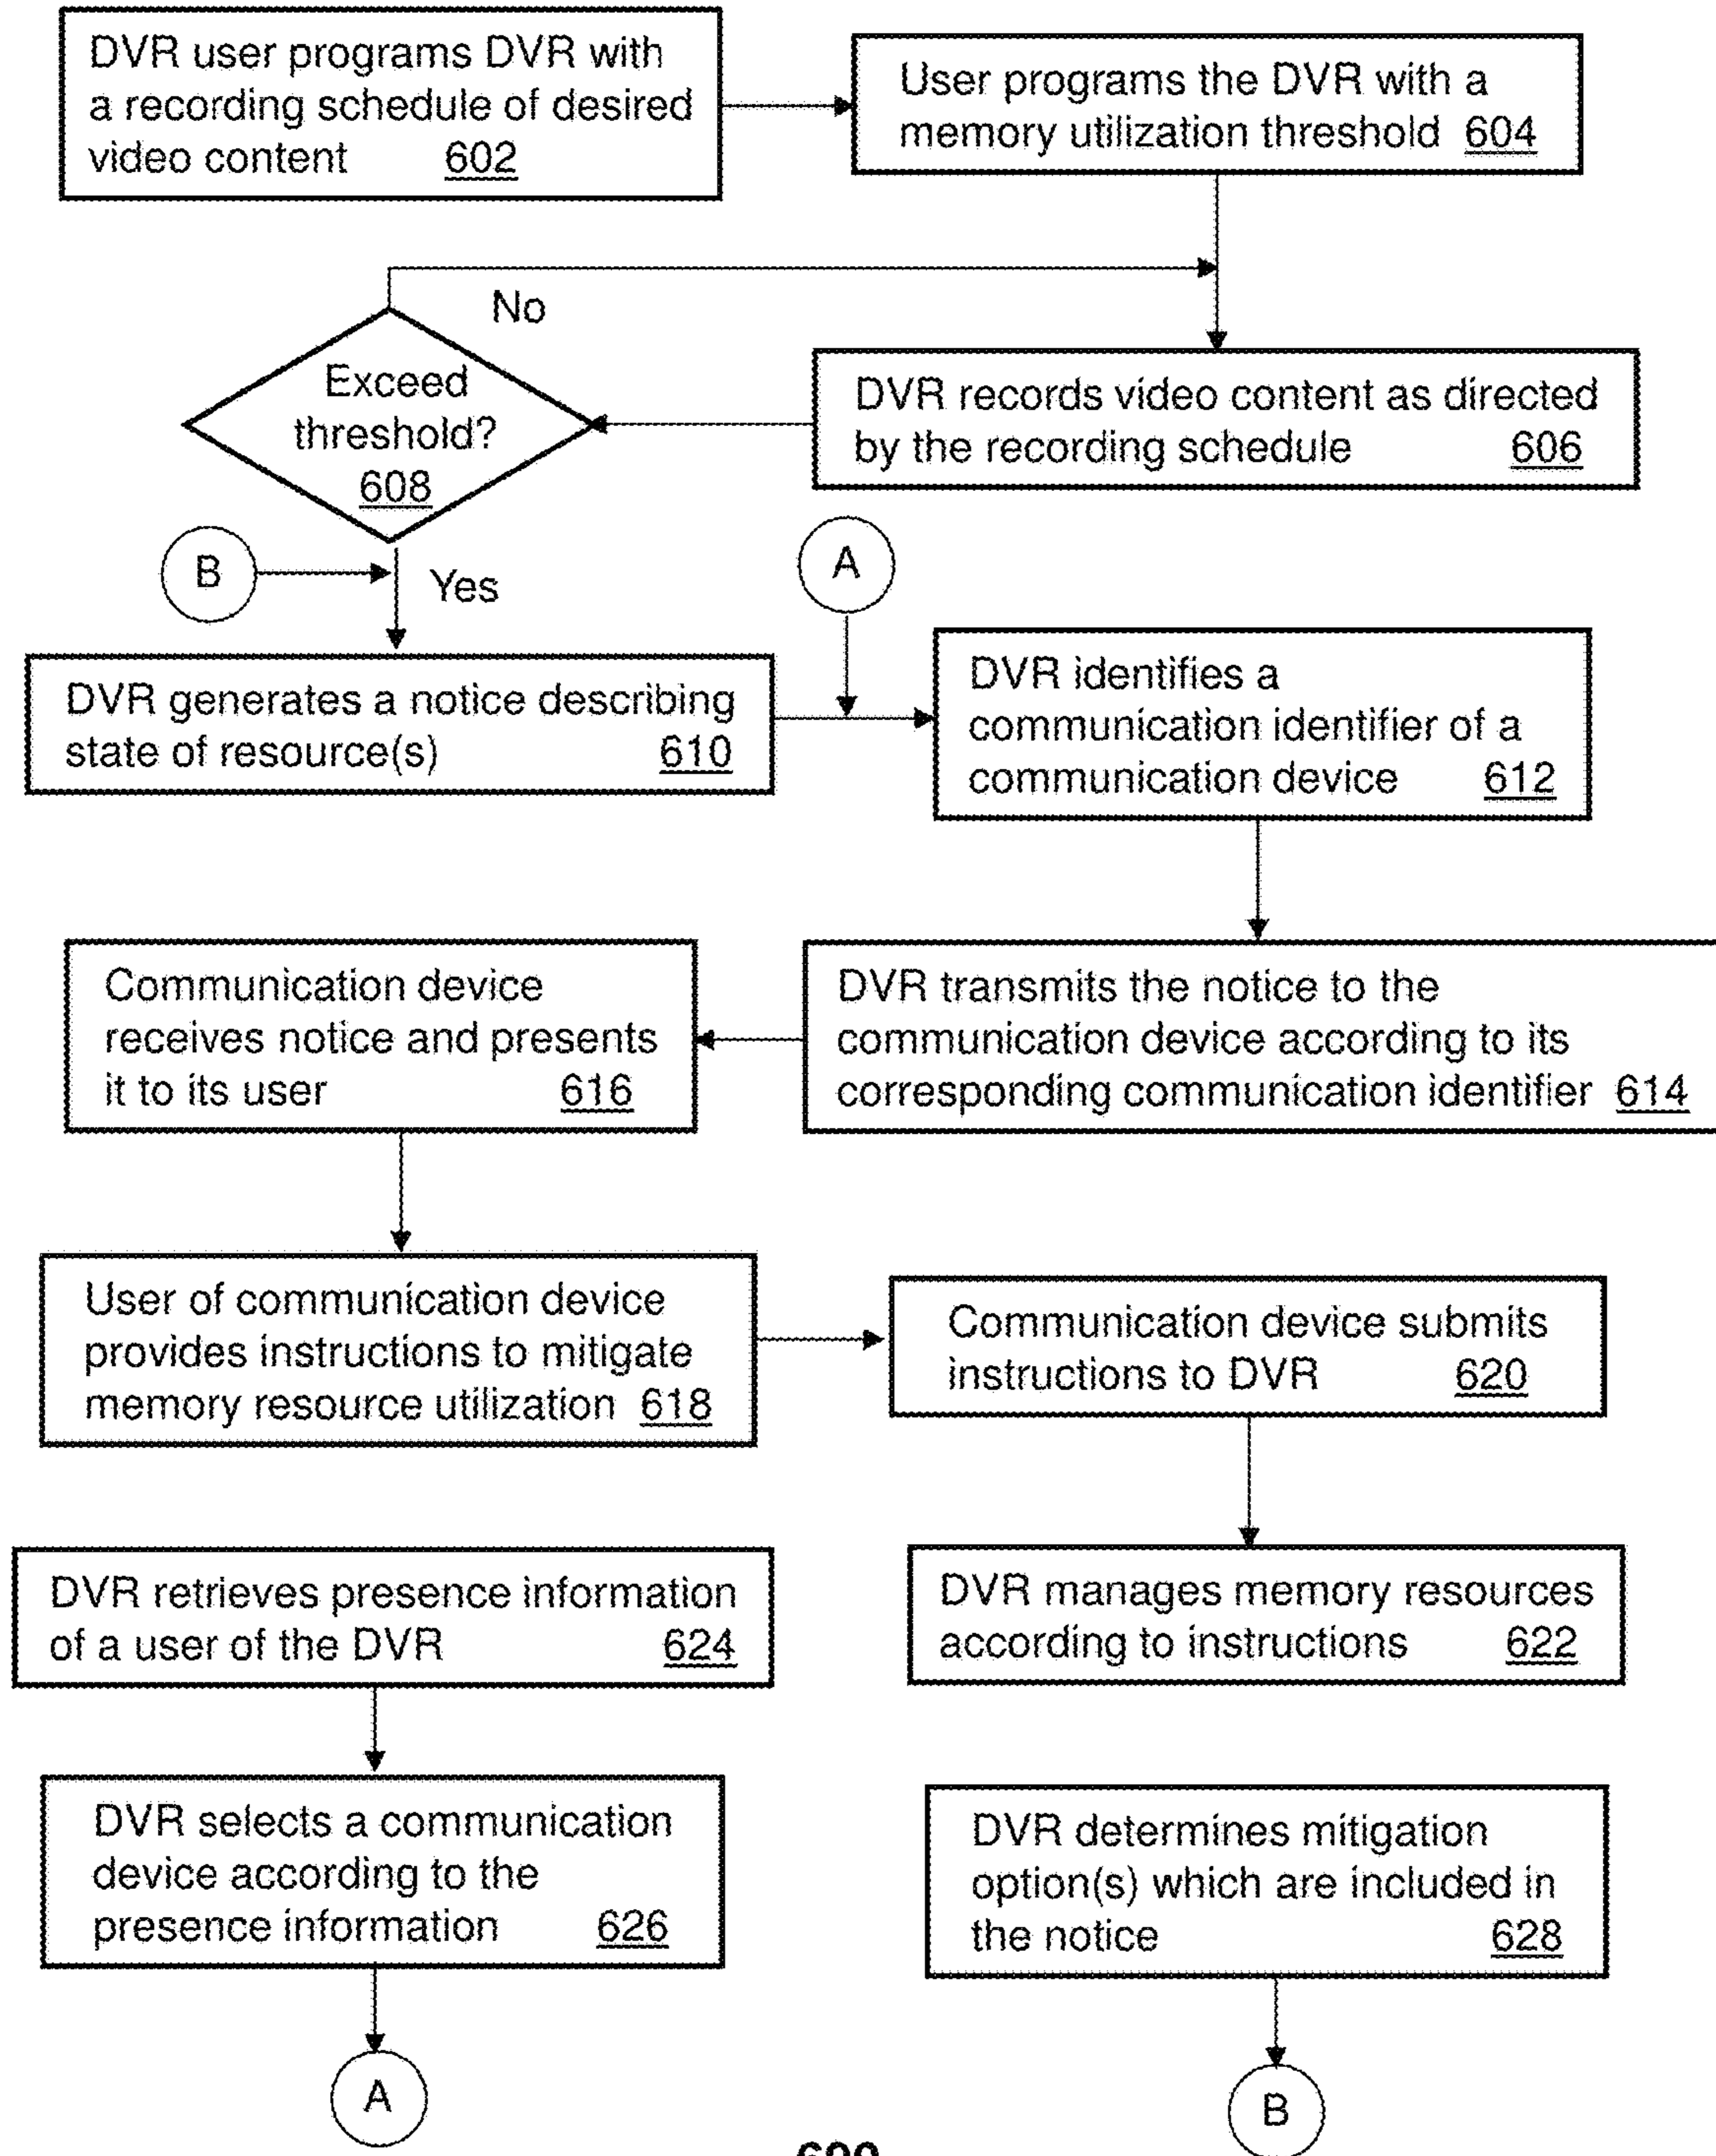 DVR user programs DVR with
a recording schedule of desired
video content 602
User programs the DVR with a
memory utilization threshold 604
No
Exceed
threshold?
608
DVR records video content as directed
by the recording schedule 606
B
Yes
A
DVR generates a notice describing
state of resource(s) 610
DVR identifies a
communication identifier of a
communication device 612
DVR transmits the notice to the
communication device according to its
corresponding communication identifier 614
Communication device
receives notice and presents
it to its user 616
User of communication device
provides instructions to mitigate
memory resource utilization 618
Communication device submits
instructions to DVR 620
DVR manages memory resources
according to instructions 622
DVR retrieves presence information
of a user of the DVR 624
DVR selects a communication
device according to the
presence information 626
A
DVR determines mitigation
option(s) which are included in
the notice 628
B